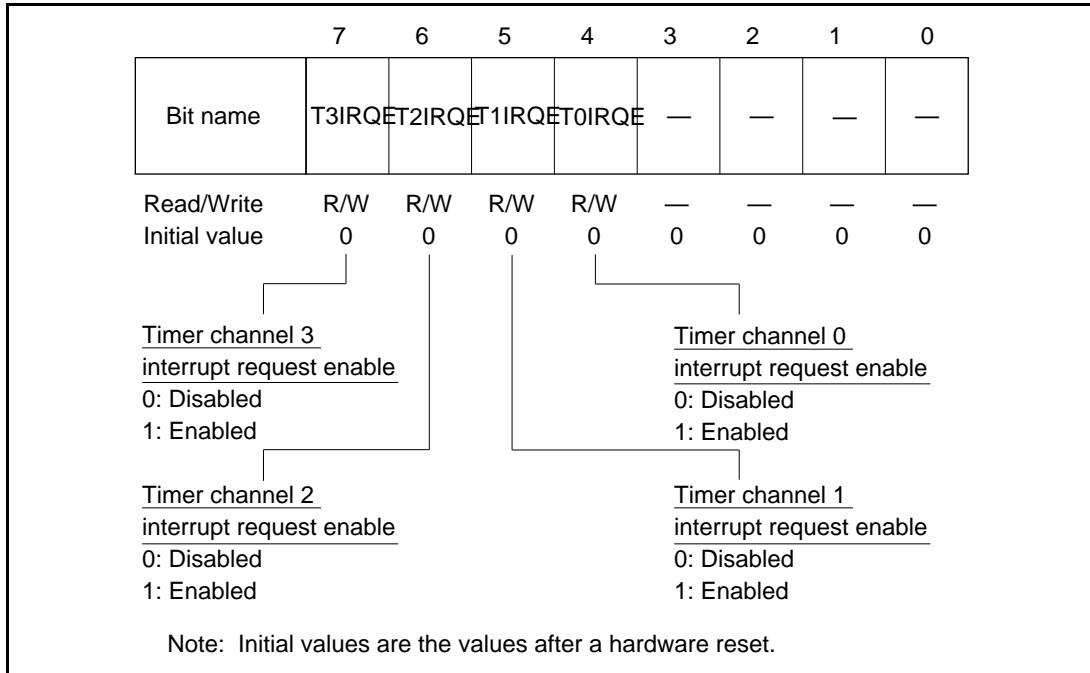 7 6 5 4 3 2 1 0
Bit name T3IRQE T2IRQE T1IRQE T0IRQE — — — —
Read/Write R/W R/W R/W R/W — — — —
Initial value 0 0 0 0 0 0 0 0
Timer channel 3
interrupt request enable
0: Disabled
1: Enabled
Timer channel 0
interrupt request enable
0: Disabled
1: Enabled
Timer channel 2
interrupt request enable
0: Disabled
1: Enabled
Timer channel 1
interrupt request enable
0: Disabled
1: Enabled
Note: Initial values are the values after a hardware reset.